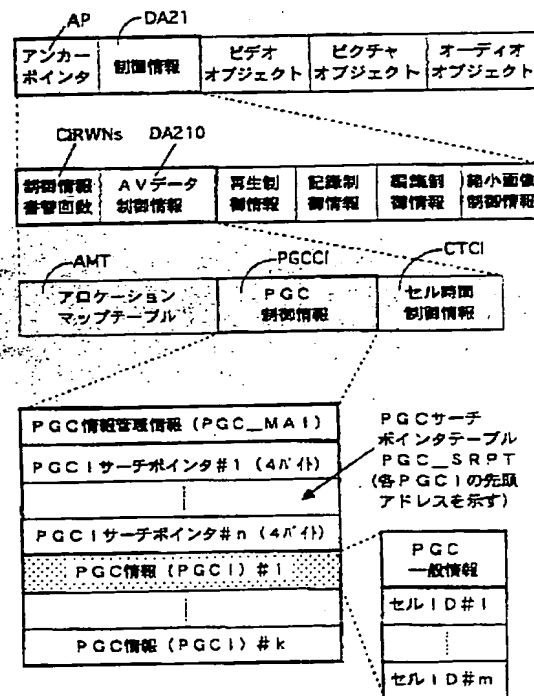 AP
DA21
アンカー
ポインタ
制御情報
ビデオ
オブジェクト
ピクチャ
オブジェクト
オーディオ
オブジェクト
CIRWNs
DA210
制御情報
書替回数
AVデータ
制御情報
再生制
御情報
記録制
御情報
編集制
御情報
縮小画像
制御情報
AMT
PGCCI
CTCI
アロケーション
マップテーブル
PGC
制御情報
セル時間
制御情報
PGC情報管理情報（PGC_MAI）
PGCIサーチポインタ#1（4バイト）
PGCIサーチポインタ#n（4バイト）
PGC情報（PGCI）#1
PGC情報（PGCI）#k
PGCサーチ
ポインタテーブル
PGC_SRPT
(各PGCIの先頭
アドレスを示す)
PGC
一般情報
セルID#1
セルID#m